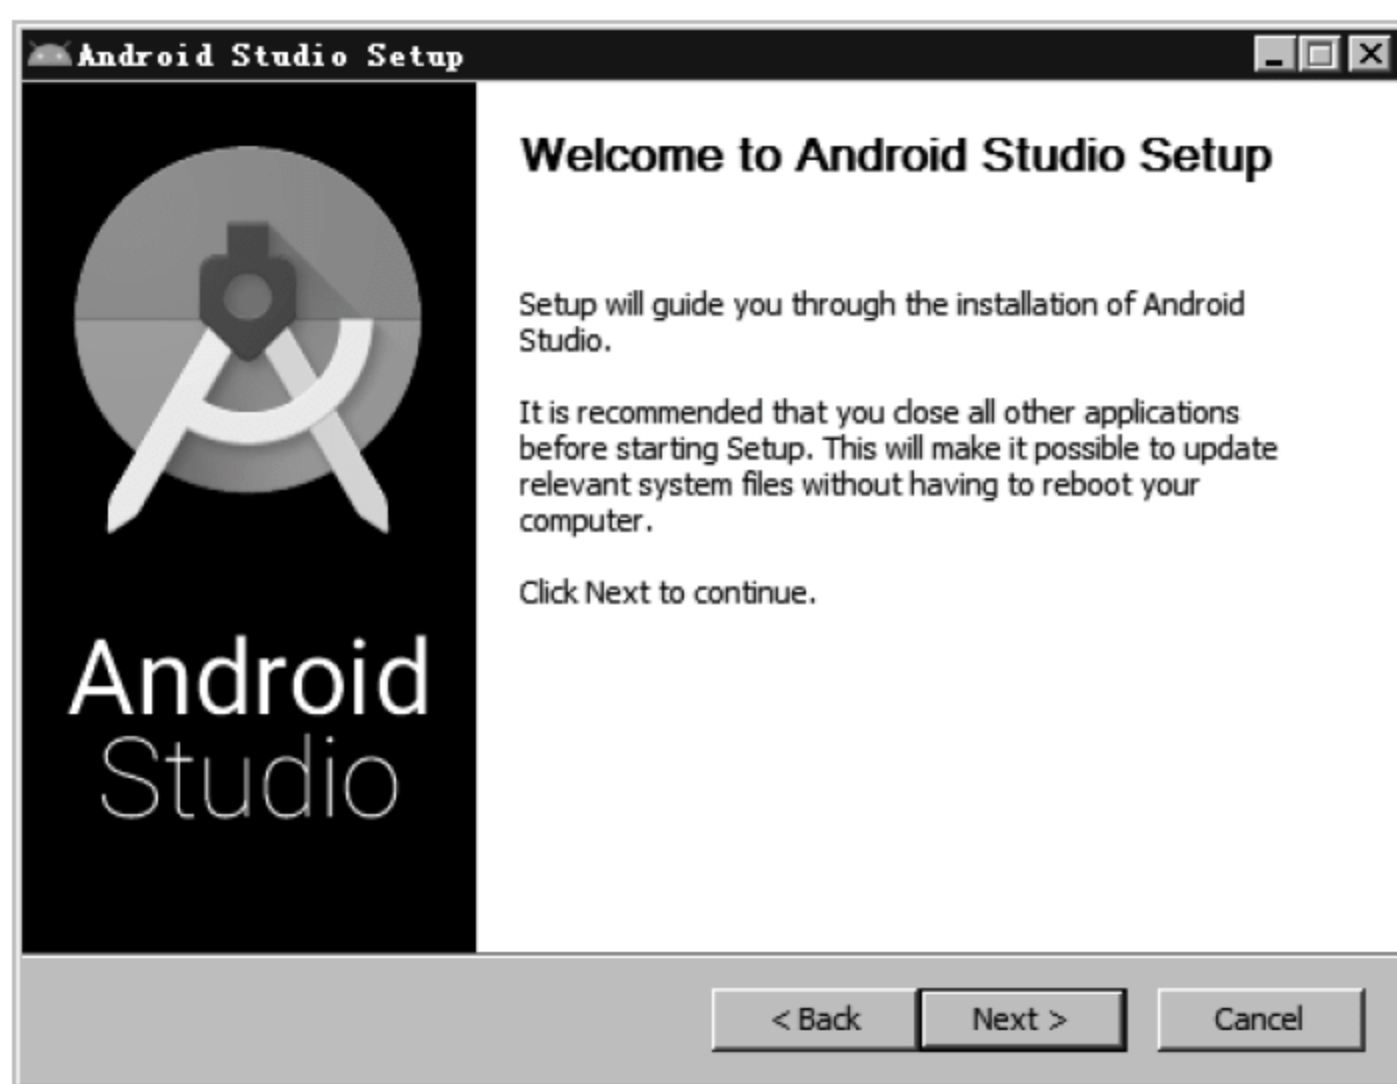 Android Studio Setup
Android
Studio
Welcome to Android Studio Setup
Setup will guide you through the installation of Android
Studio.
It is recommended that you close all other applications
before starting Setup. This will make it possible to update
relevant system files without having to reboot your
computer.
Click Next to continue.
< Back
Next >
Cancel